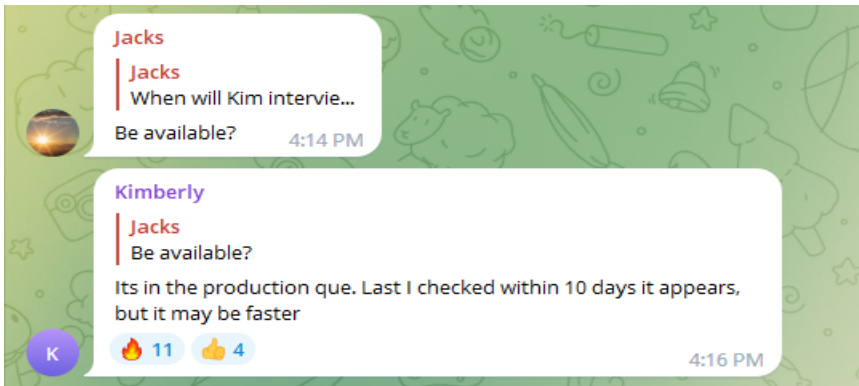 Jacks
Jacks
When will Kim intervie...
Be available?
4:14 PM
Kimberly
Jacks
Be available?
Its in the production que. Last I checked within 10 days it appears,
but it may be faster
🔥 11 👍 4
K
4:16 PM